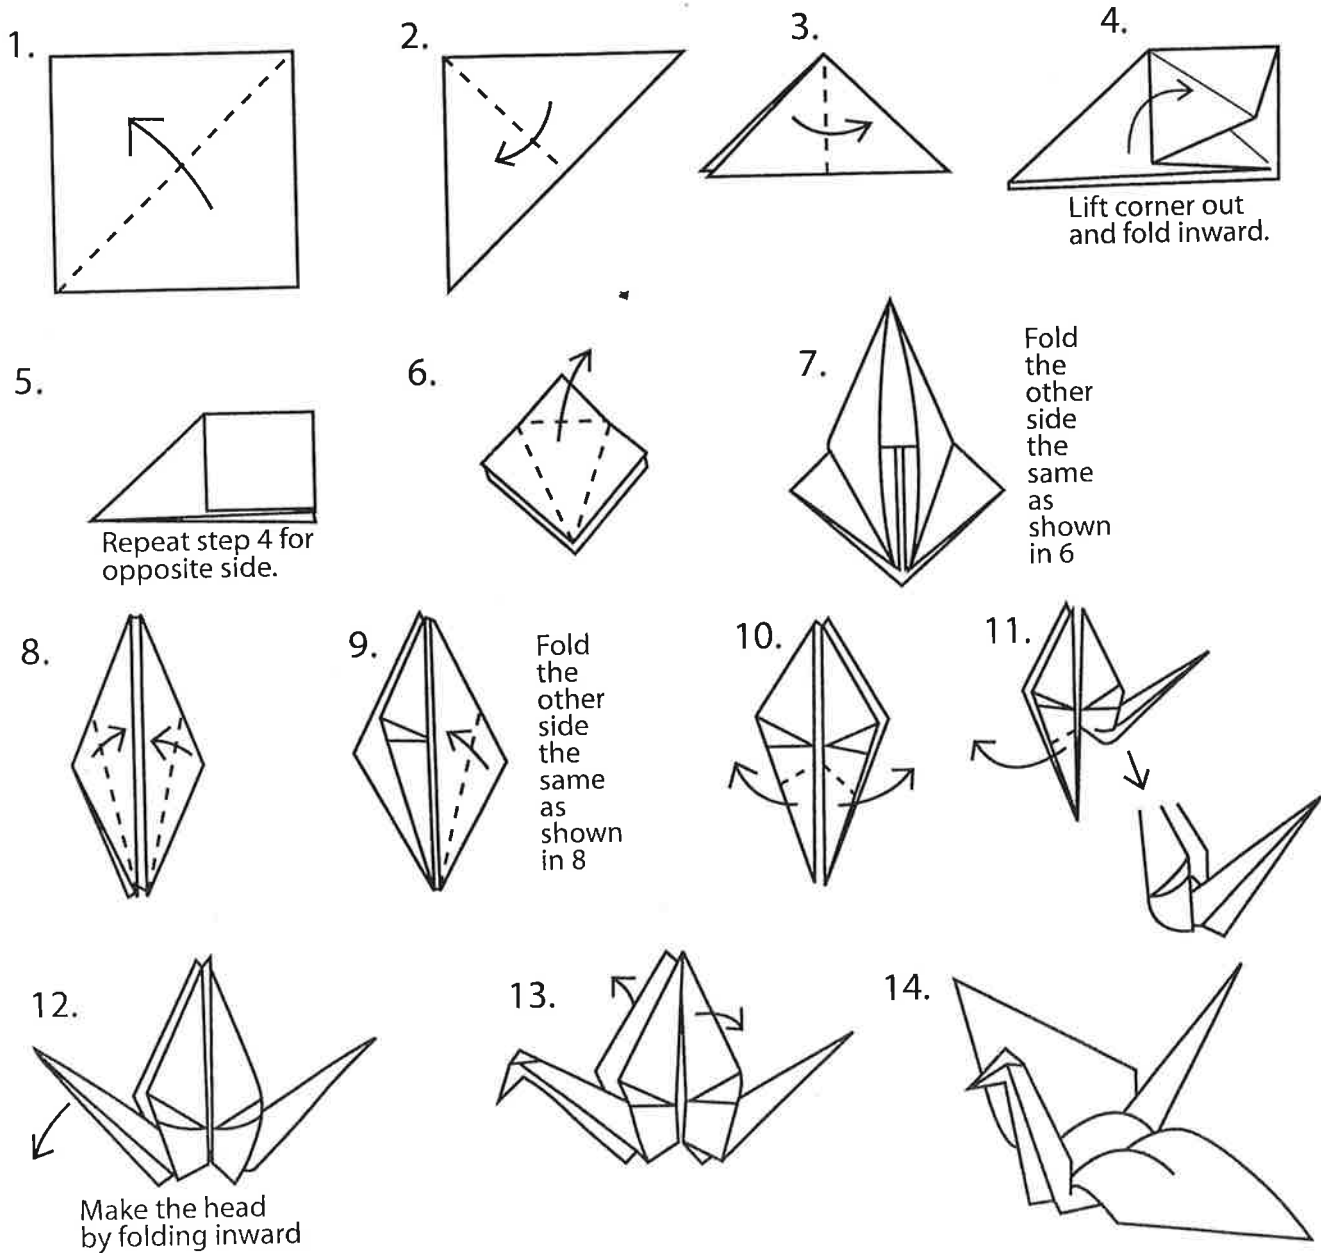 1.
2.
3.
4.
Lift corner out
and fold inward.
5.
Repeat step 4 for
opposite side.
6.
7.
Fold
the
other
side
the
same
as
shown
in 6
8.
9.
Fold
the
other
side
the
same
as
shown
in 8
10.
11.
12.
Make the head
by folding inward
13.
14.